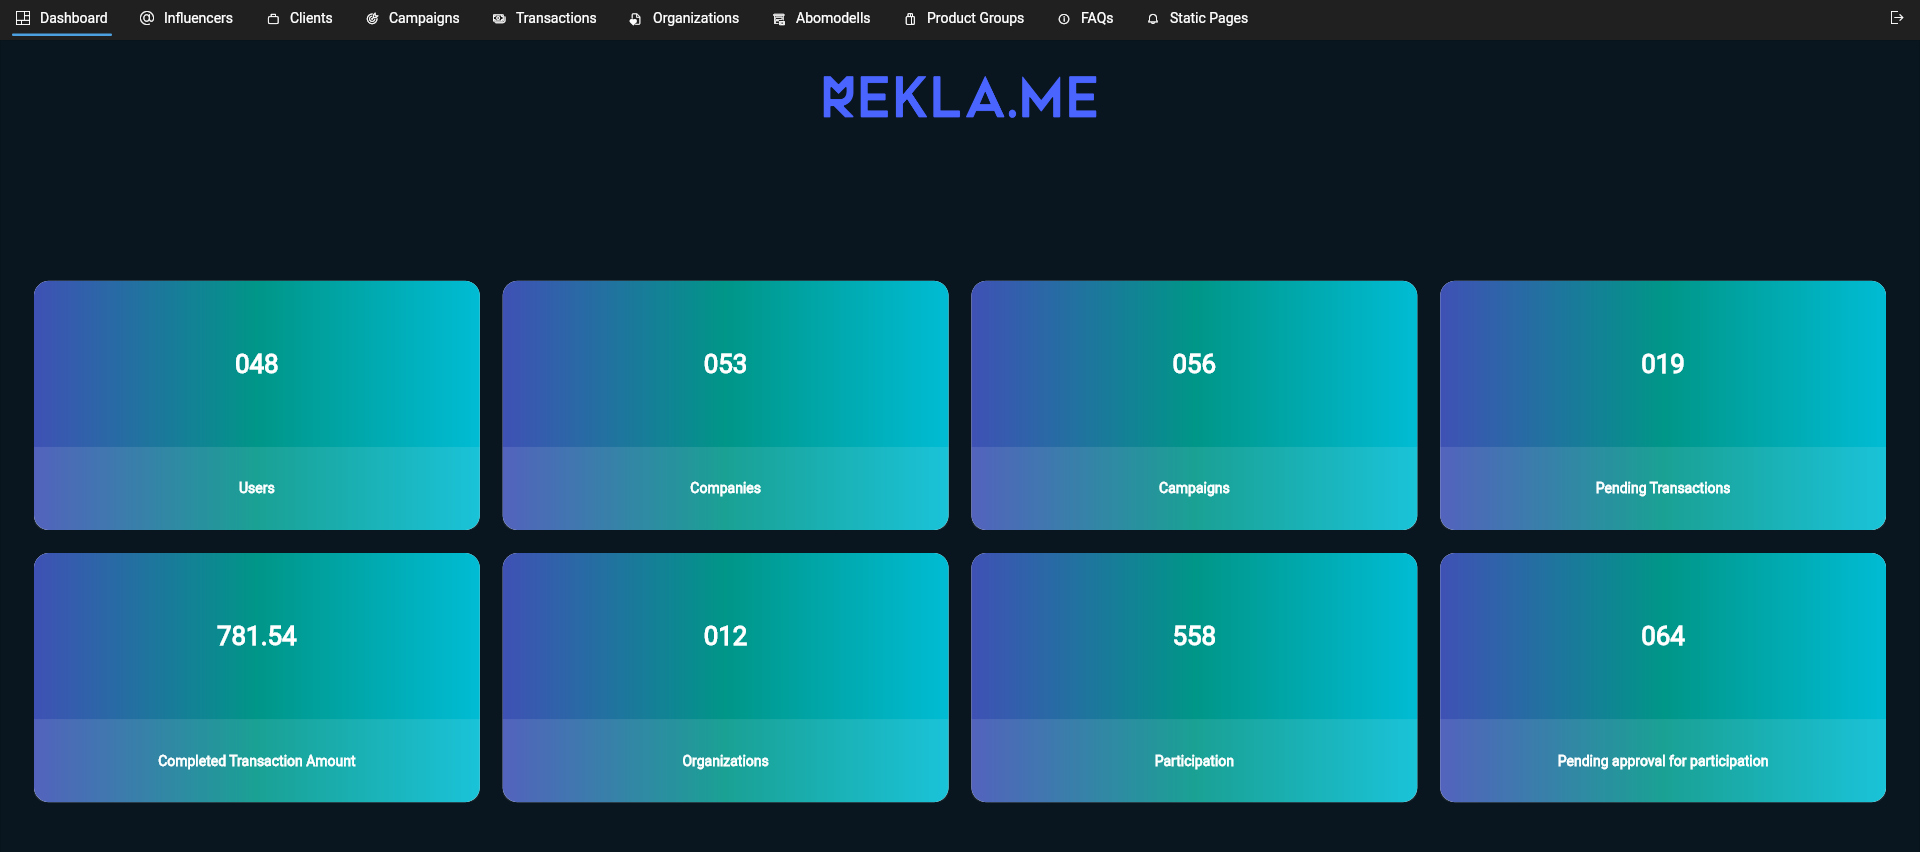 Dashboard Influencers Clients Campaigns Transactions Organizations Abomodells Product Groups FAQs Static Pages
REKLA.ME
048 053 056 019
Users Companies Campaigns Pending Transactions
781.54 012 558 064
Completed Transaction Amount Organizations Participation Pending approval for participation